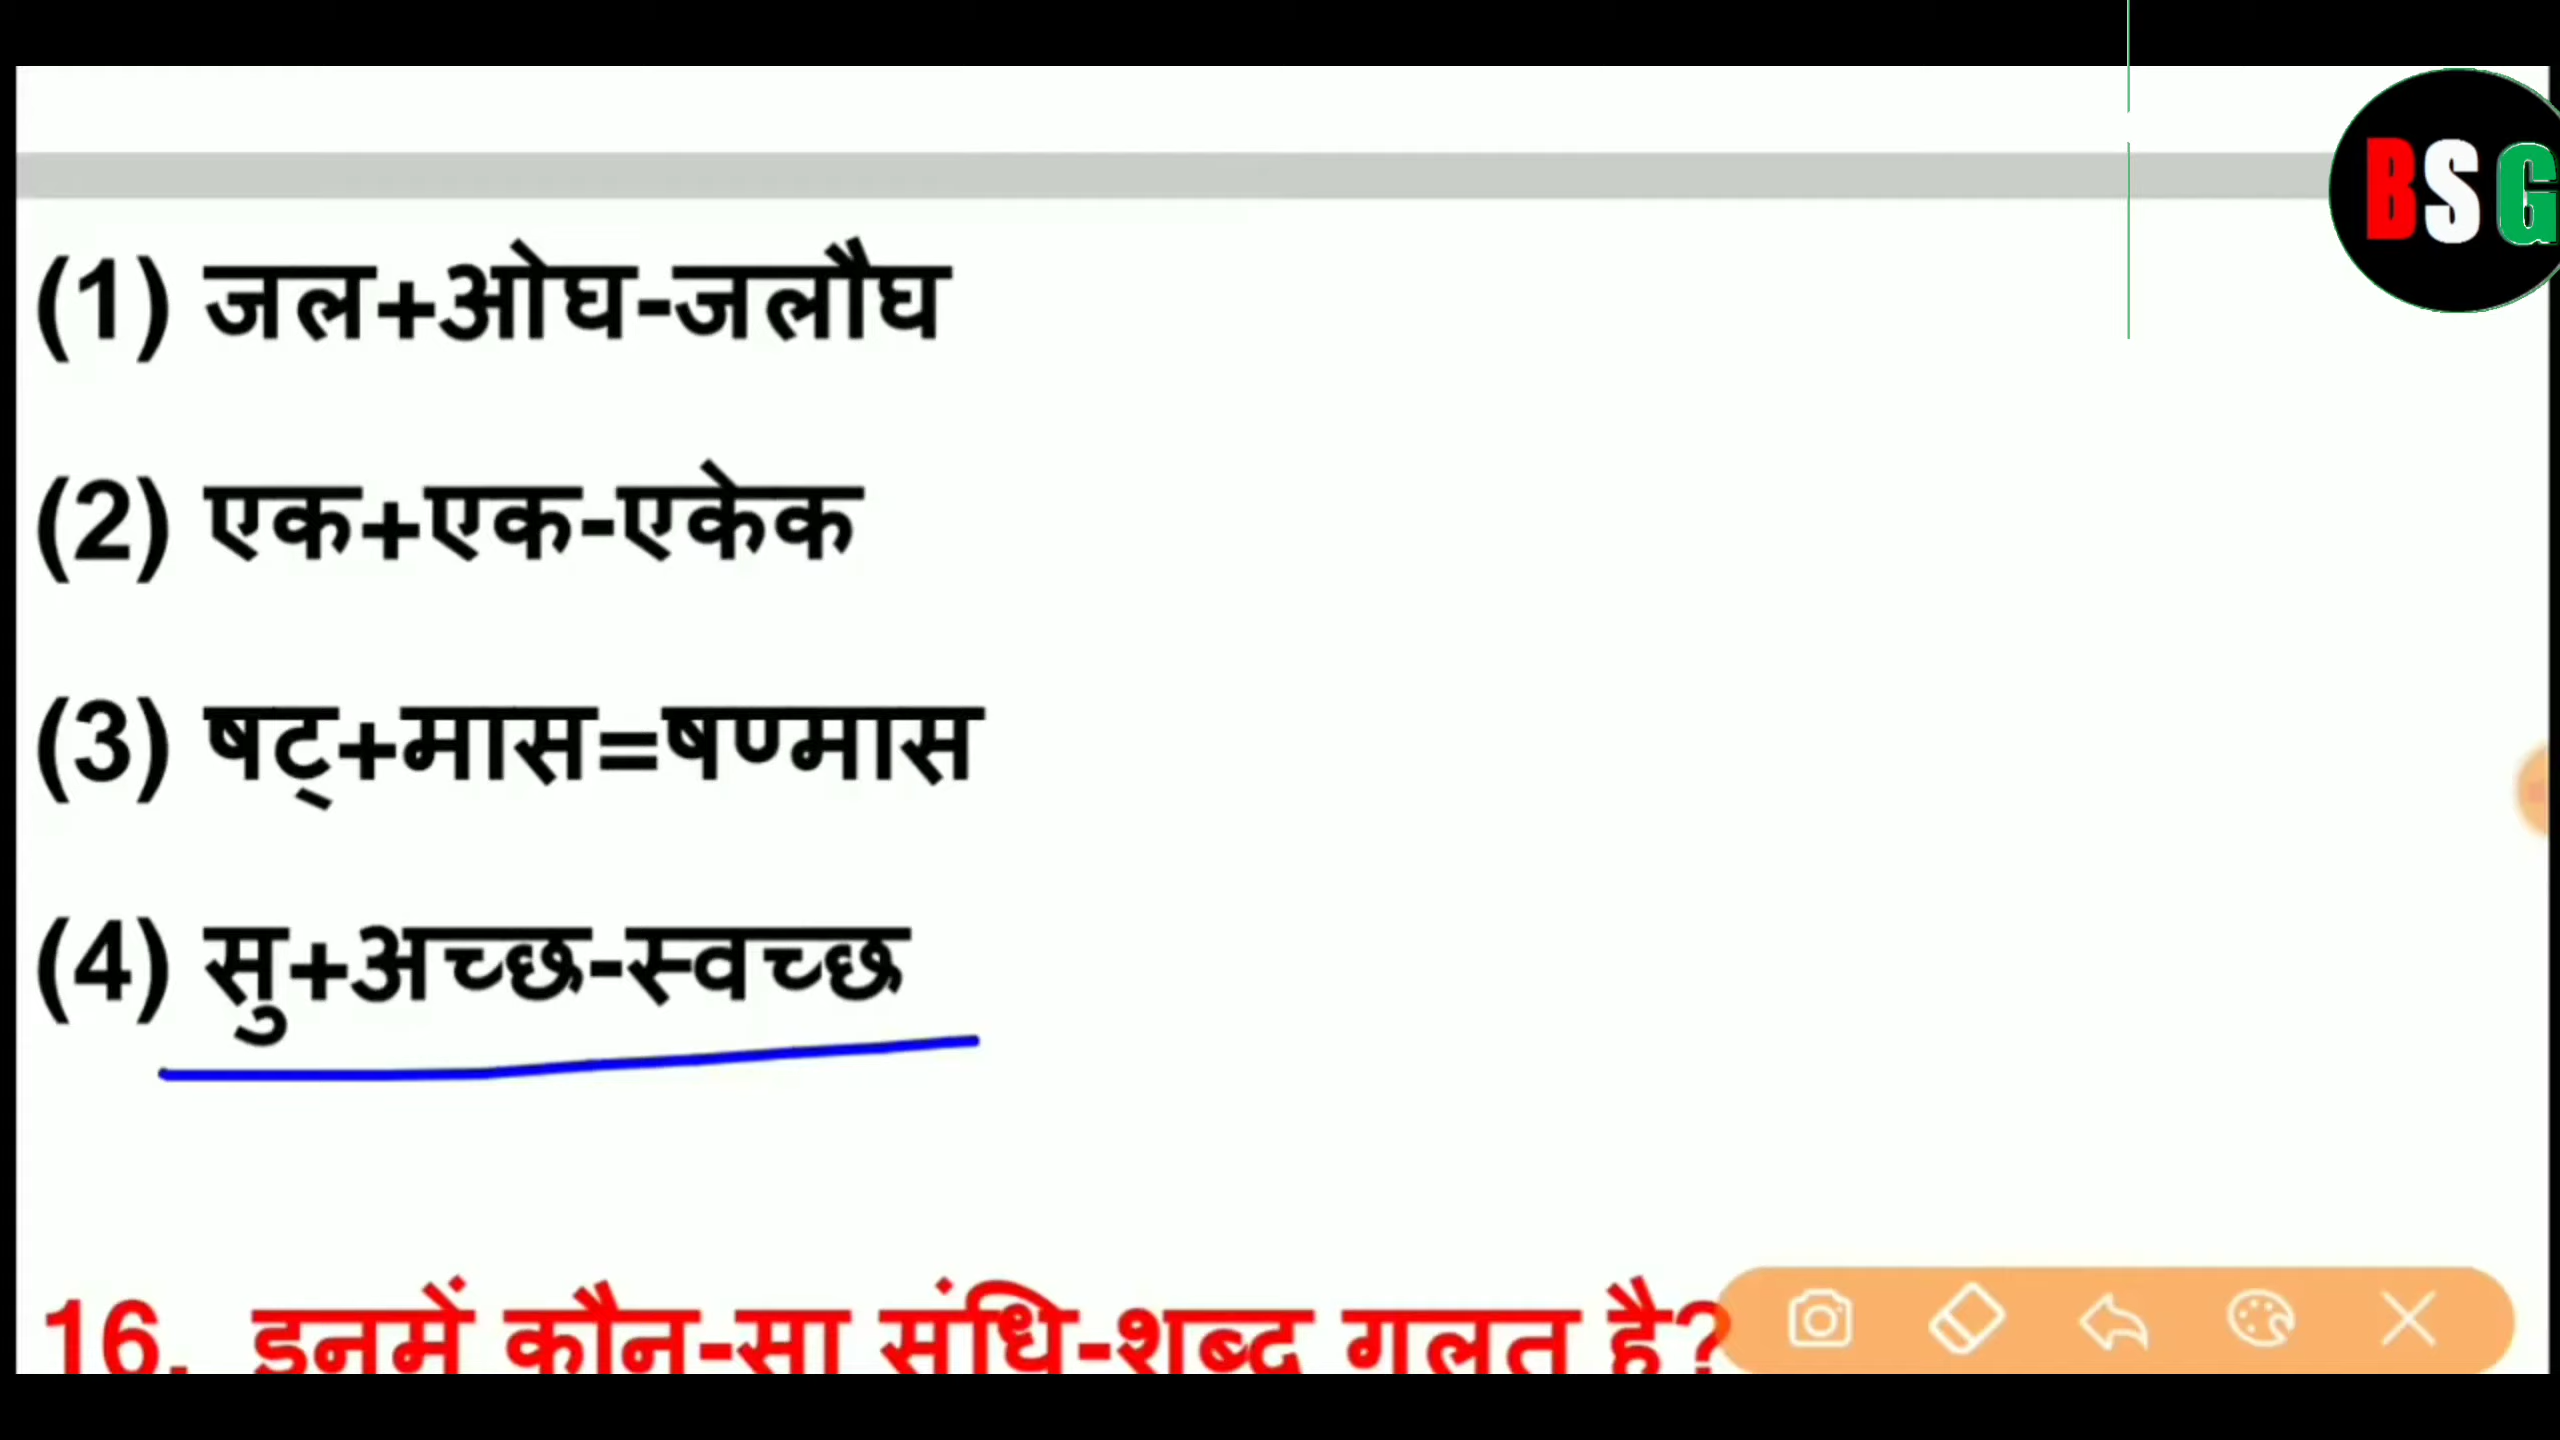 BSG
(1) जल+ओघ-जलौघ
(2) एक+एक-एकेक
(3) षट्+मास=षण्मास
(4) सु+अच्छ-स्वच्छ
16. इनमें कौन-सा संधि-शब्द गलत है?